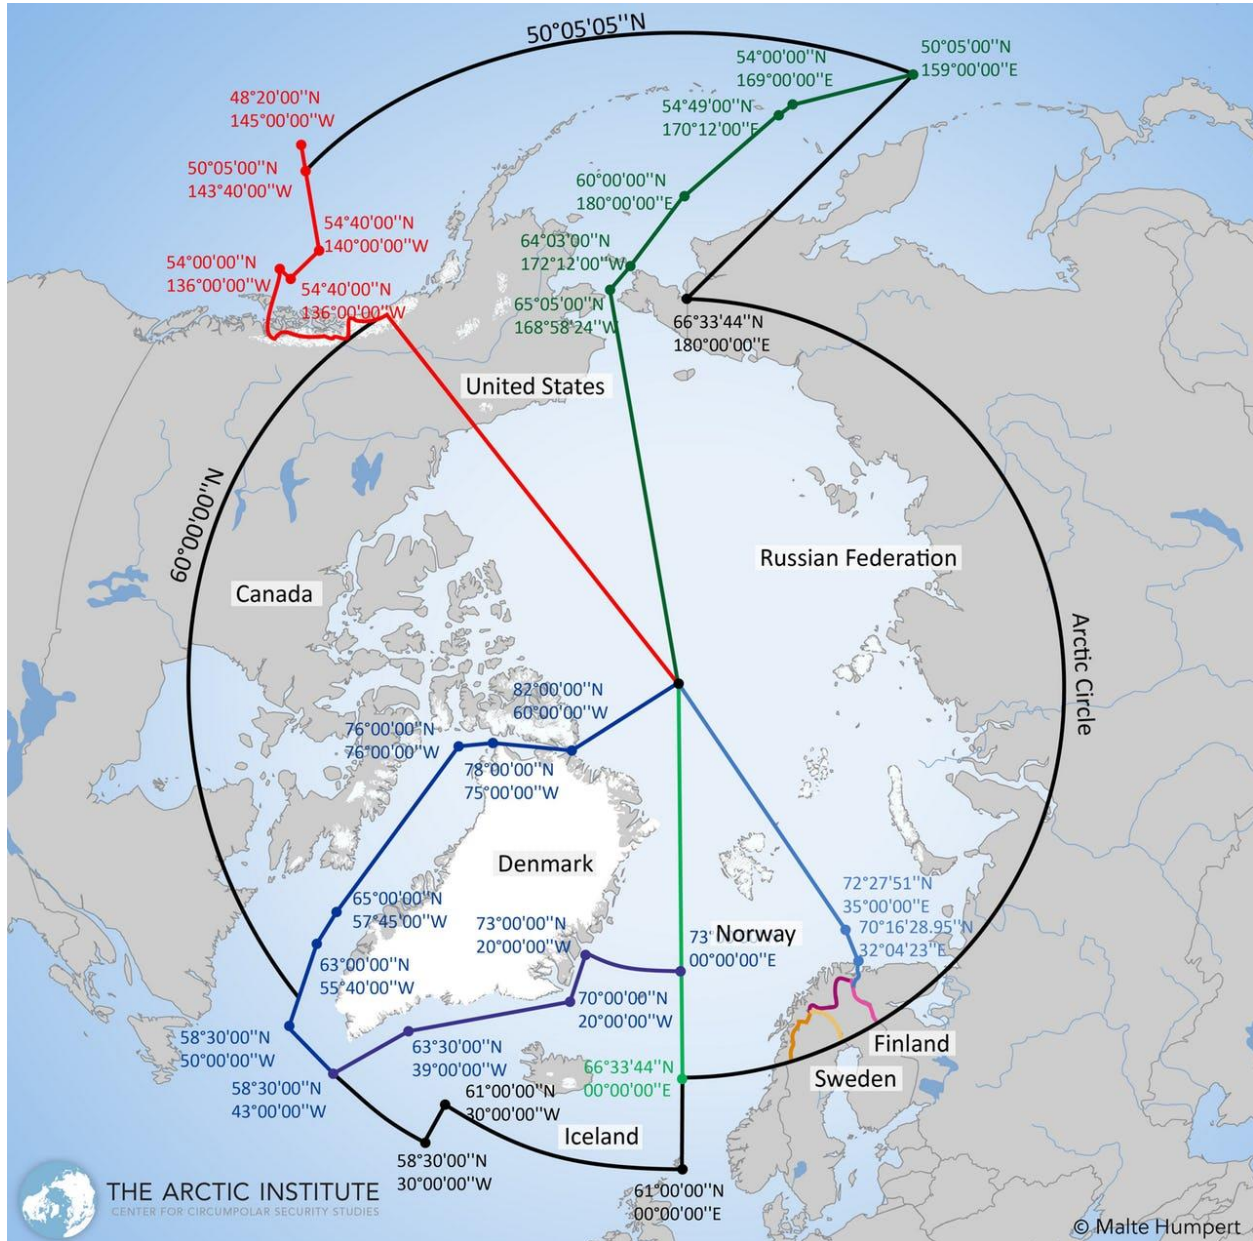 50°05'05''N
54°00'00''N
169°00'00''E
50°05'00''N
159°00'00''E
48°20'00''N
145°00'00''W
54°49'00''N
170°12'00''E
50°05'00''N
143°40'00''W
60°00'00''N
180°00'00''E
54°40'00''N
140°00'00''W
64°03'00''N
172°12'00''W
54°00'00''N
136°00'00''W
54°40'00''N
136°00'00''W
65°05'00''N
168°58'24''W
66°33'44''N
180°00'00''E
United States
60°00'00''N
Russian Federation
Canada
Arctic Circle
82°00'00''N
60°00'00''W
76°00'00''N
76°00'00''W
78°00'00''N
75°00'00''W
Denmark
72°27'51''N
35°00'00''E
65°00'00''N
57°45'00''W
73°00'00''N
20°00'00''W
Norway
73°
00°00'00''E
70°16'28.95''N
32°04'23''E
63°00'00''N
55°40'00''W
70°00'00''N
20°00'00''W
58°30'00''N
50°00'00''W
63°30'00''N
39°00'00''W
Finland
66°33'44''N
00°00'00''E
Sweden
58°30'00''N
43°00'00''W
61°00'00''N
30°00'00''W
Iceland
58°30'00''N
30°00'00''W
61°00'00''N
00°00'00''E
THE ARCTIC INSTITUTE
CENTER FOR CIRCUMPOLAR SECURITY STUDIES
© Malte Humpert